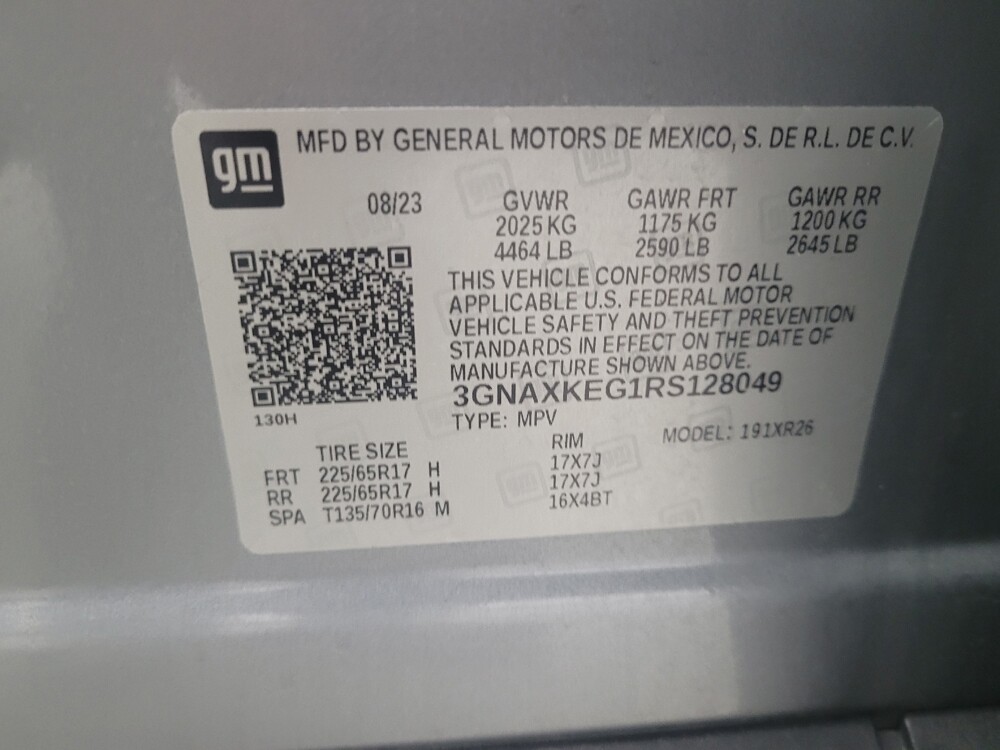 gm
MFD BY GENERAL MOTORS DE MEXICO, S. DE R.L. DE C.V.
08/23 GVWR GAWR FRT GAWR RR
2025 KG 1175 KG 1200 KG
4464 LB 2590 LB 2645 LB
THIS VEHICLE CONFORMS TO ALL
APPLICABLE U.S. FEDERAL MOTOR
VEHICLE SAFETY AND THEFT PREVENTION
STANDARDS IN EFFECT ON THE DATE OF
MANUFACTURE SHOWN ABOVE.
3GNAXKEG1RS128049
130H
TYPE: MPV MODEL: 191XR26
TIRE SIZE RIM
FRT 225/65R17 H 17X7J
RR 225/65R17 H 17X7J
SPA T135/70R16 M 16X4BT